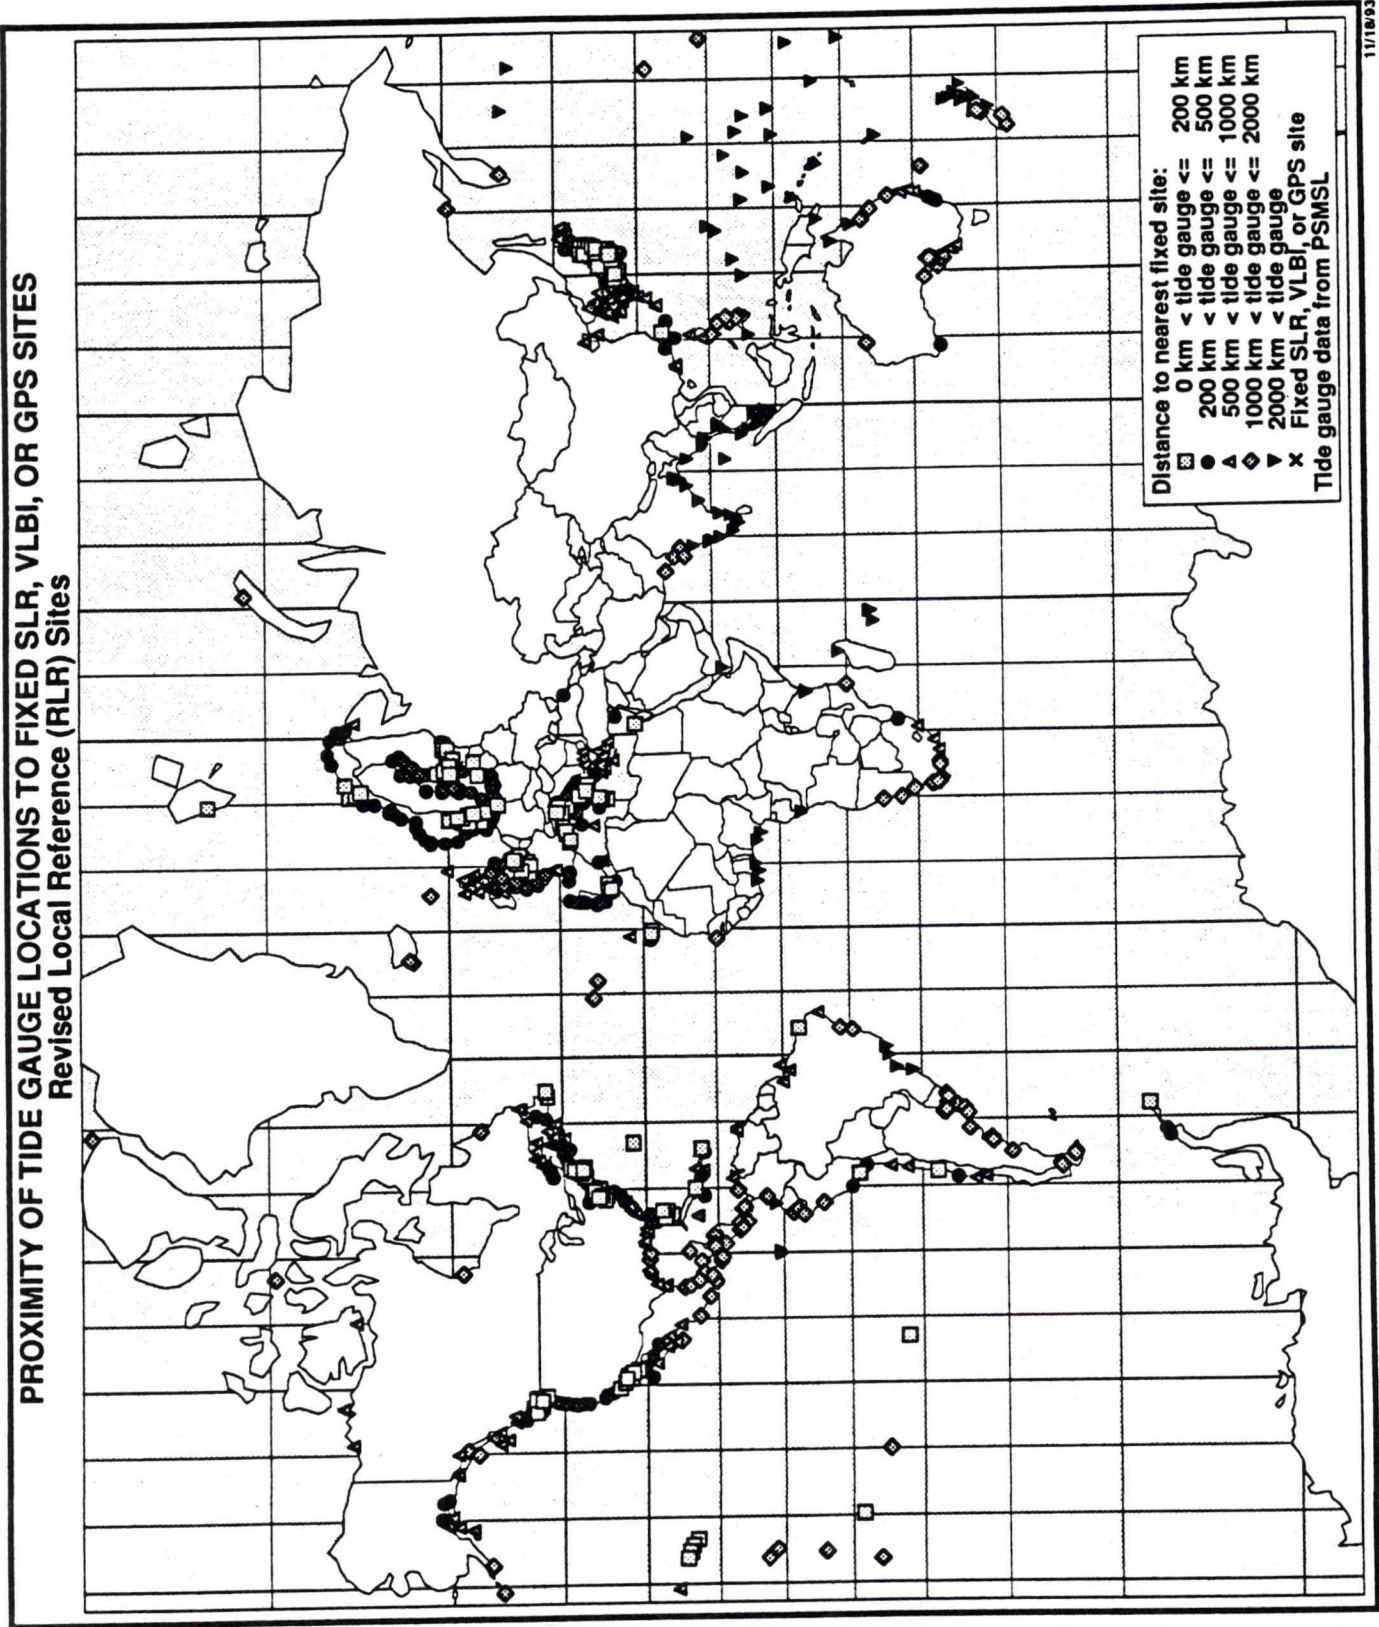 PROXIMITY OF TIDE GAUGE LOCATIONS TO FIXED SLR, VLBI, OR GPS SITES
Revised Local Reference (RLR) Sites
Distance to nearest fixed site:
0 km < tide gauge <= 200 km
200 km < tide gauge <= 500 km
500 km < tide gauge <= 1000 km
1000 km < tide gauge <= 2000 km
2000 km < tide gauge
Fixed SLR, VLBI, or GPS site
Tide gauge data from PSMSL
11/18/93